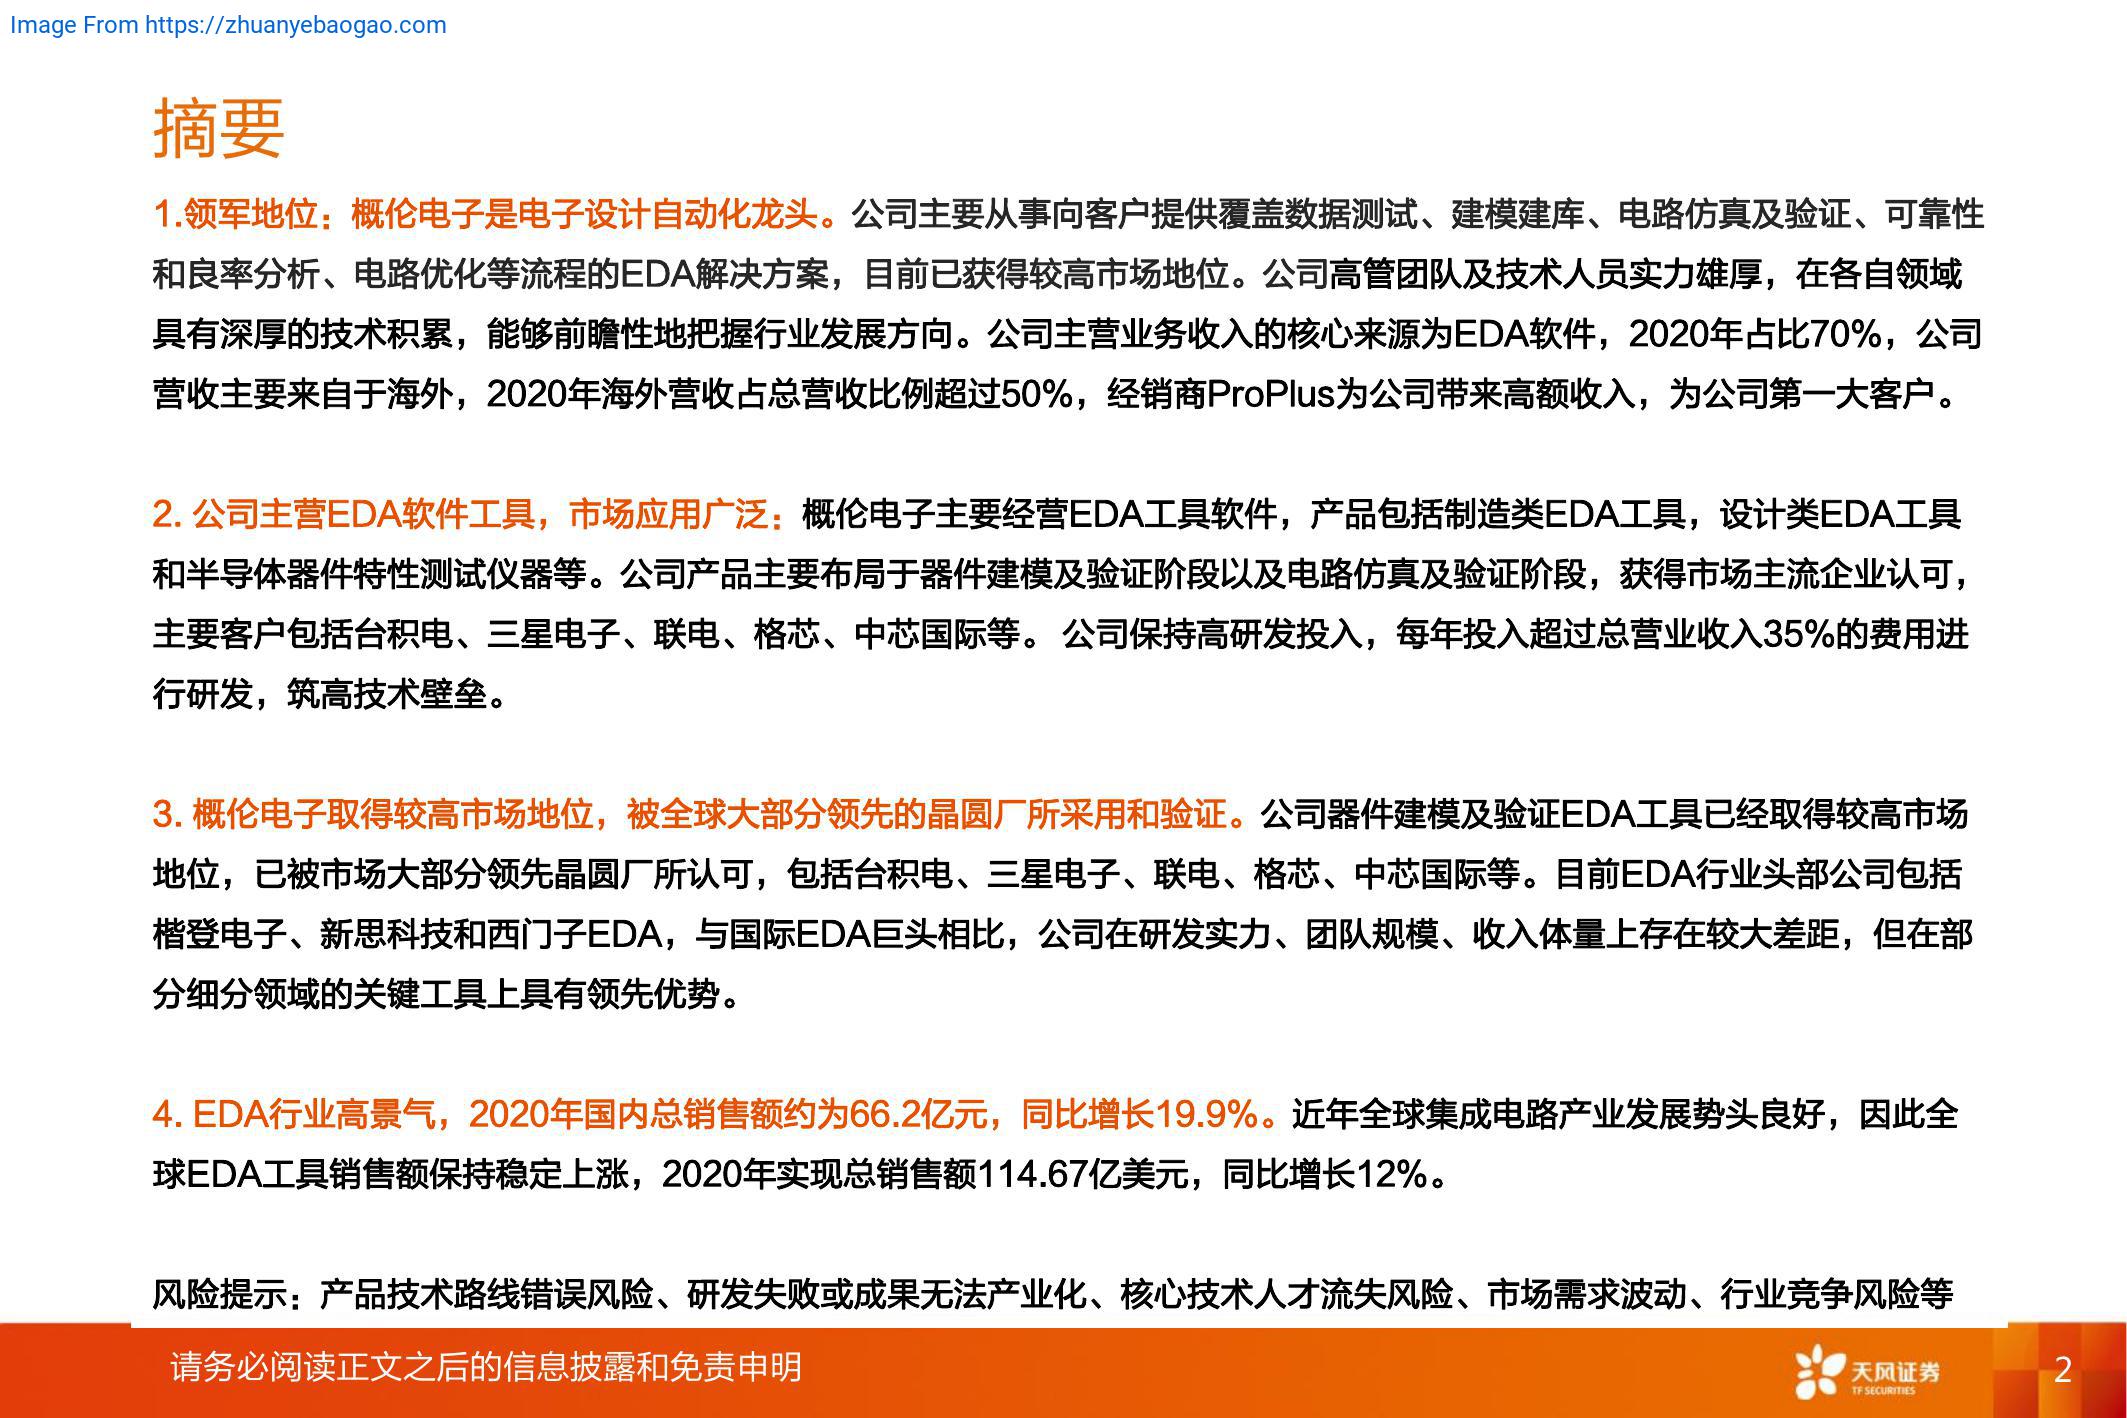 Image From https://zhuanyebaogao.com
摘要
1.领军地位：概伦电子是电子设计自动化龙头。公司主要从事向客户提供覆盖数据测试、建模建库、电路仿真及验证、可靠性
和良率分析、电路优化等流程的EDA解决方案，目前已获得较高市场地位。公司高管团队及技术人员实力雄厚，在各自领域
具有深厚的技术积累，能够前瞻性地把握行业发展方向。公司主营业务收入的核心来源为EDA软件，2020年占比70%，公司
营收主要来自于海外，2020年海外营收占总营收比例超过50%，经销商ProPlus为公司带来高额收入，为公司第一大客户。
2. 公司主营EDA软件工具，市场应用广泛：概伦电子主要经营EDA工具软件，产品包括制造类EDA工具，设计类EDA工具
和半导体器件特性测试仪器等。公司产品主要布局于器件建模及验证阶段以及电路仿真及验证阶段，获得市场主流企业认可，
主要客户包括台积电、三星电子、联电、格芯、中芯国际等。 公司保持高研发投入，每年投入超过总营业收入35%的费用进
行研发，筑高技术壁垒。
3. 概伦电子取得较高市场地位，被全球大部分领先的晶圆厂所采用和验证。公司器件建模及验证EDA工具已经取得较高市场
地位，已被市场大部分领先晶圆厂所认可，包括台积电、三星电子、联电、格芯、中芯国际等。目前EDA行业头部公司包括
楷登电子、新思科技和西门子EDA，与国际EDA巨头相比，公司在研发实力、团队规模、收入体量上存在较大差距，但在部
分细分领域的关键工具上具有领先优势。
4. EDA行业高景气，2020年国内总销售额约为66.2亿元，同比增长19.9%。近年全球集成电路产业发展势头良好，因此全
球EDA工具销售额保持稳定上涨，2020年实现总销售额114.67亿美元，同比增长12%。
风险提示：产品技术路线错误风险、研发失败或成果无法产业化、核心技术人才流失风险、市场需求波动、行业竞争风险等
请务必阅读正文之后的信息披露和免责申明
天风证券
TF SECURITIES
2